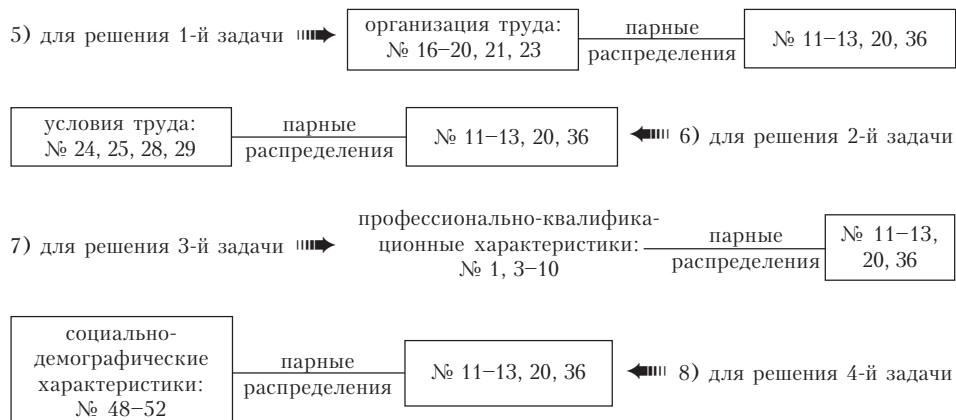 5) для решения 1-й задачи
организация труда:
№ 16–20, 21, 23
парные
распределения
№ 11–13, 20, 36
условия труда:
№ 24, 25, 28, 29
парные
распределения
№ 11–13, 20, 36
6) для решения 2-й задачи
7) для решения 3-й задачи
профессионально-квалифика-
ционные характеристики:
№ 1, 3–10
парные
распределения
№ 11–13,
20, 36
социально-
демографические
характеристики:
№ 48–52
парные
распределения
№ 11–13, 20, 36
8) для решения 4-й задачи